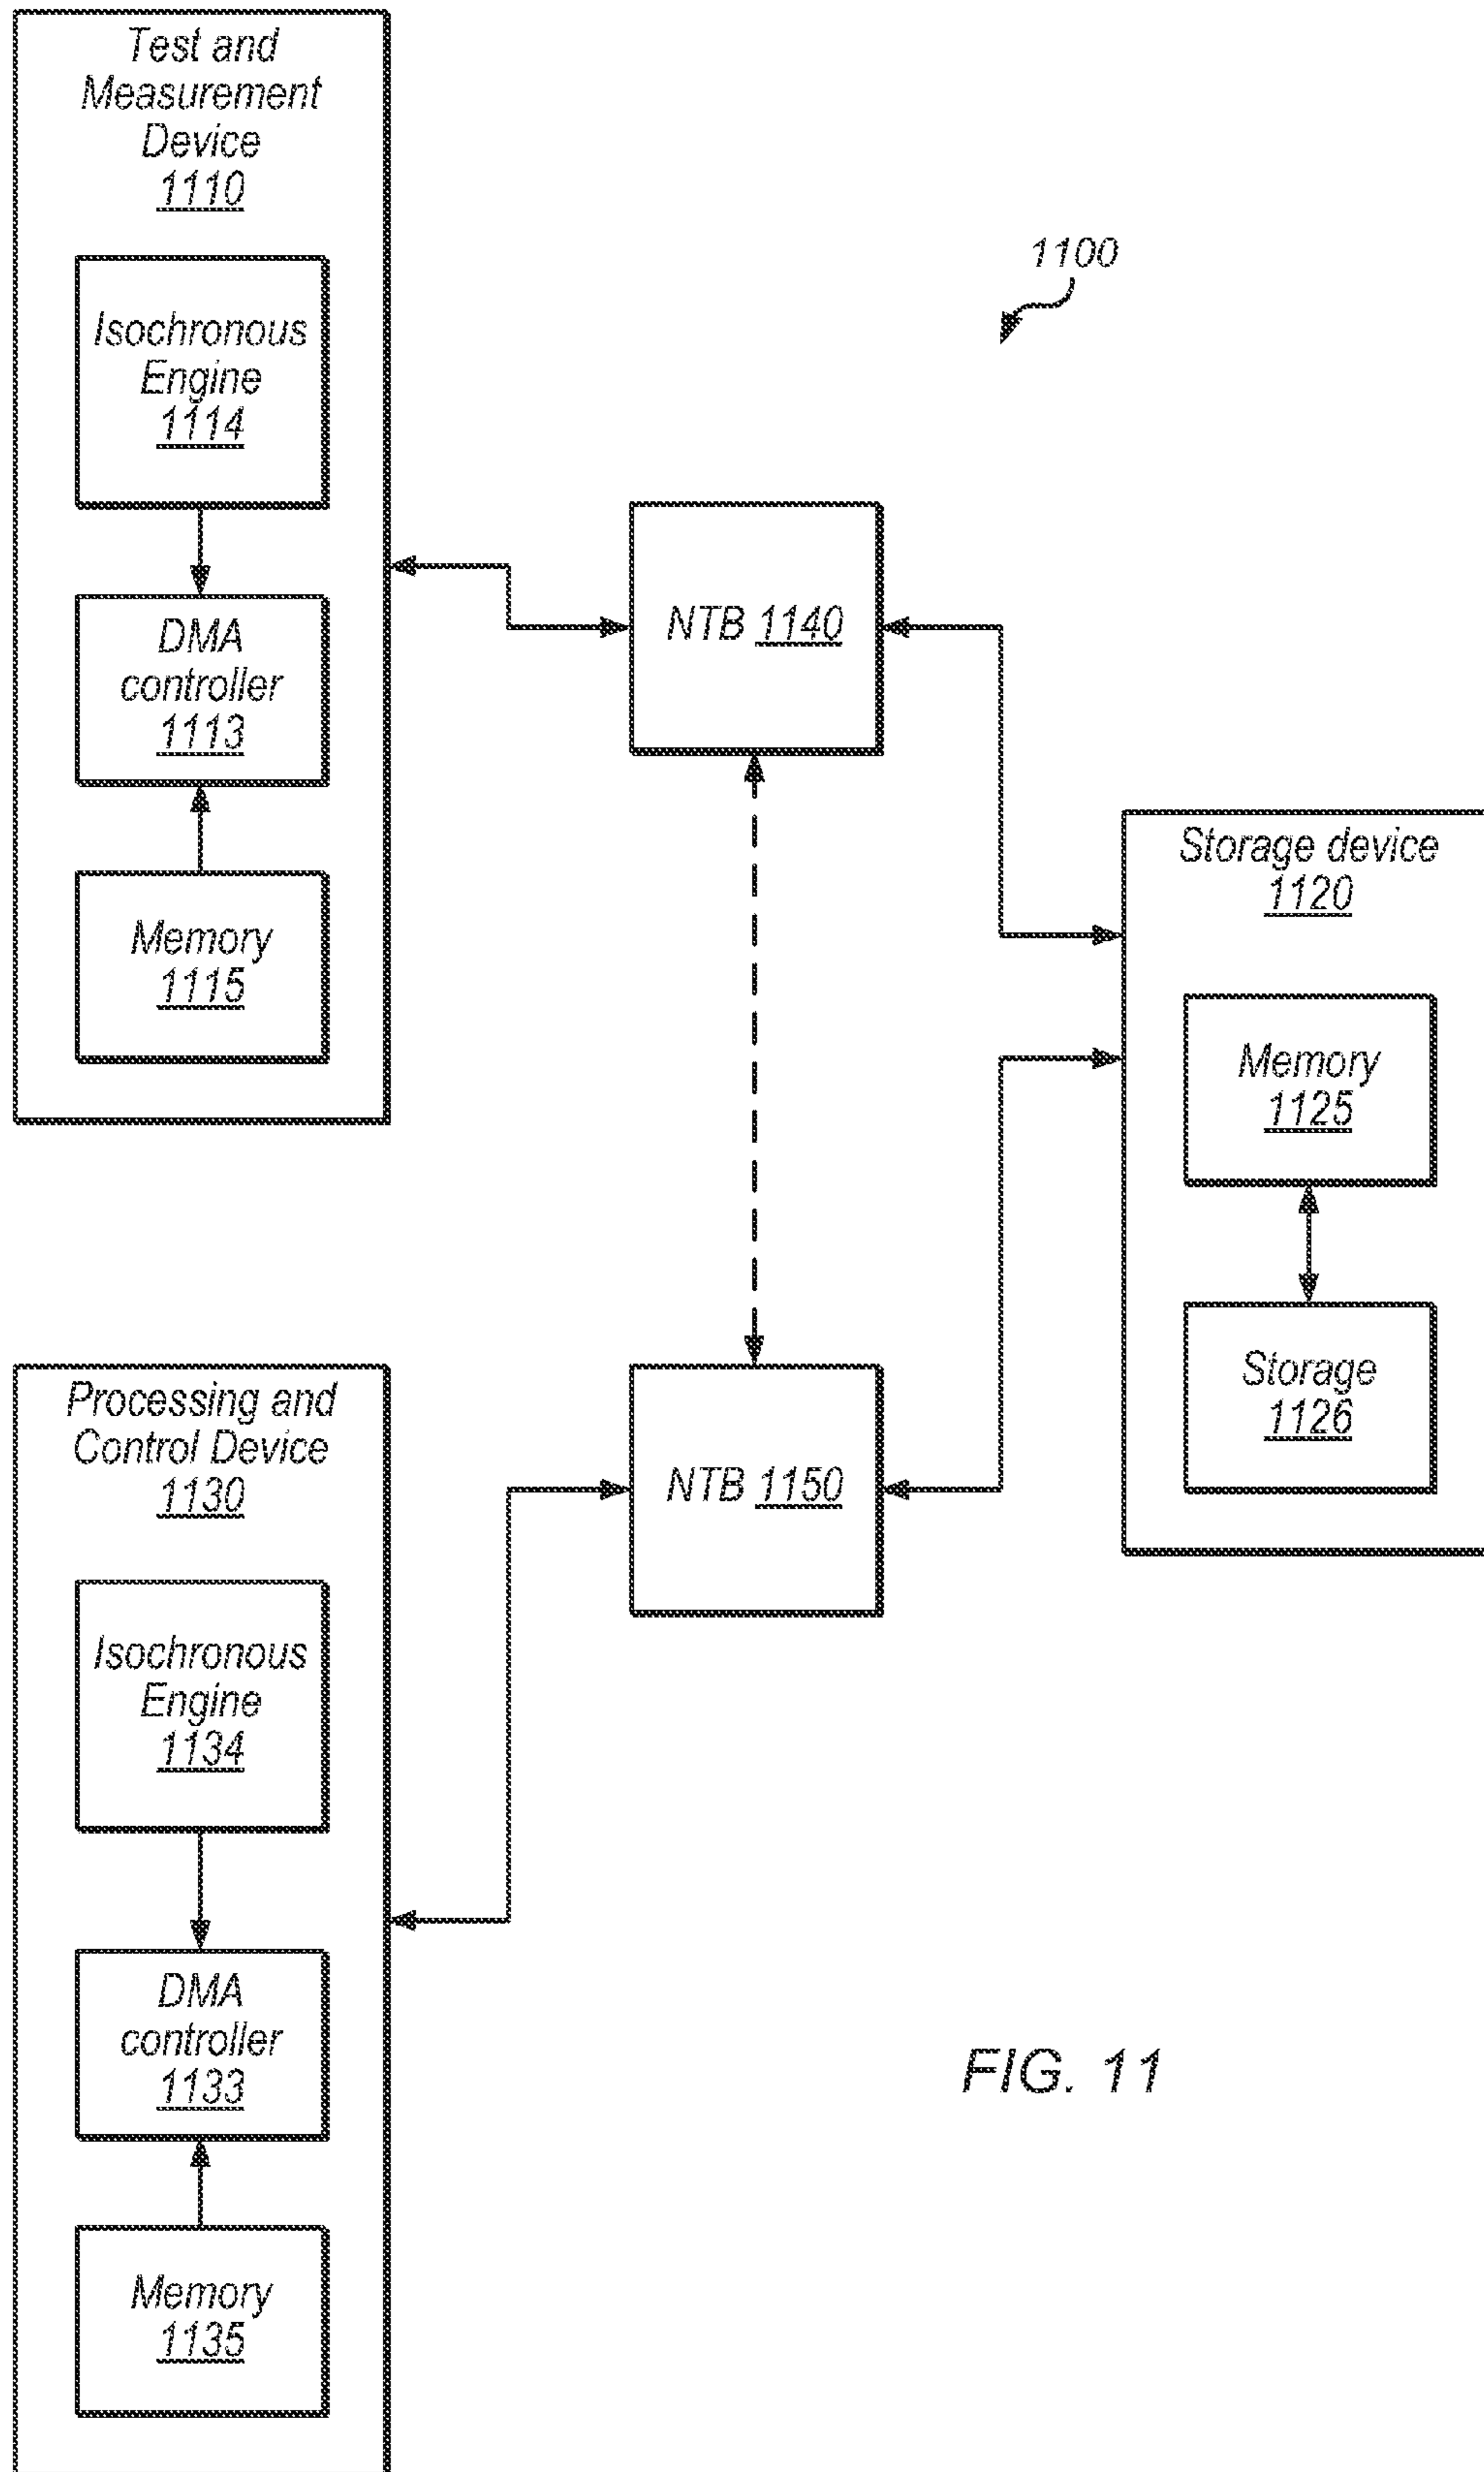 Test and
Measurement
Device
1110
Isochronous
Engine
1114
DMA
controller
1113
Memory
1115
1100
NTB 1140
Storage device
1120
Memory
1125
Storage
1126
NTB 1150
Processing and
Control Device
1130
Isochronous
Engine
1134
DMA
controller
1133
Memory
1135
FIG. 11